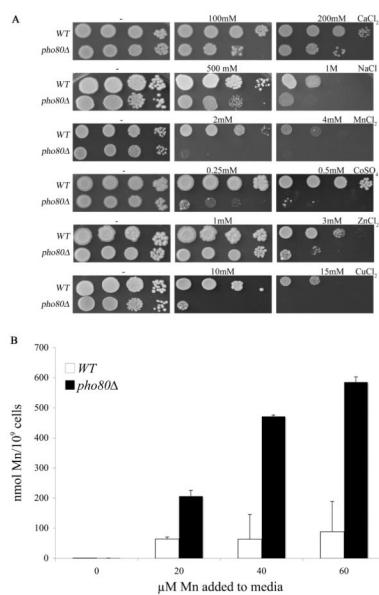 A
- 100mM 200mM CaCl2
WT
pho80Δ
- 500 mM 1M NaCl
WT
pho80Δ
- 2mM 4mM MnCl2
WT
pho80Δ
- 0.25mM 0.5mM CoSO4
WT
pho80Δ
- 1mM 3mM ZnCl2
WT
pho80Δ
- 10mM 15mM CuCl2
WT
pho80Δ
B
700
600
500
400
300
200
100
0
nmol Mn/10⁹ cells
WT
pho80Δ
0 20 40 60
µM Mn added to media